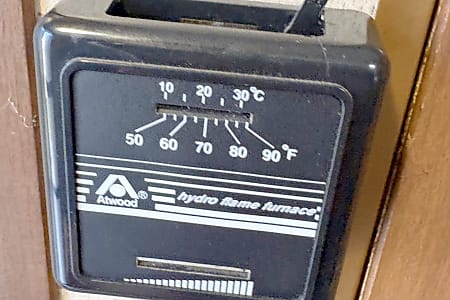 10 20 30°C
50 60 70 80 90°F
Atwood® hydro flame furnace